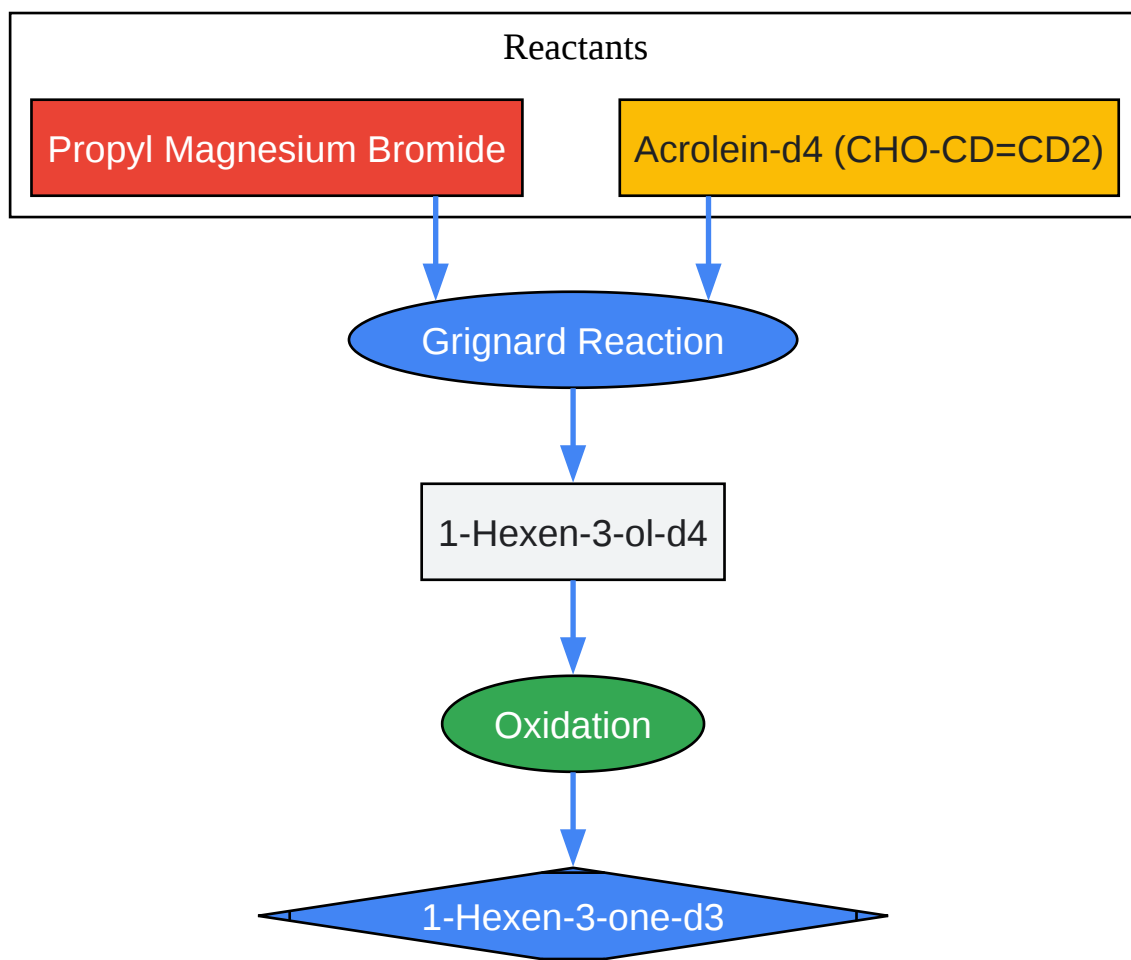 Reactants
Propyl Magnesium Bromide
Acrolein-d4 (CHO-CD=CD2)
Grignard Reaction
1-Hexen-3-ol-d4
Oxidation
1-Hexen-3-one-d3